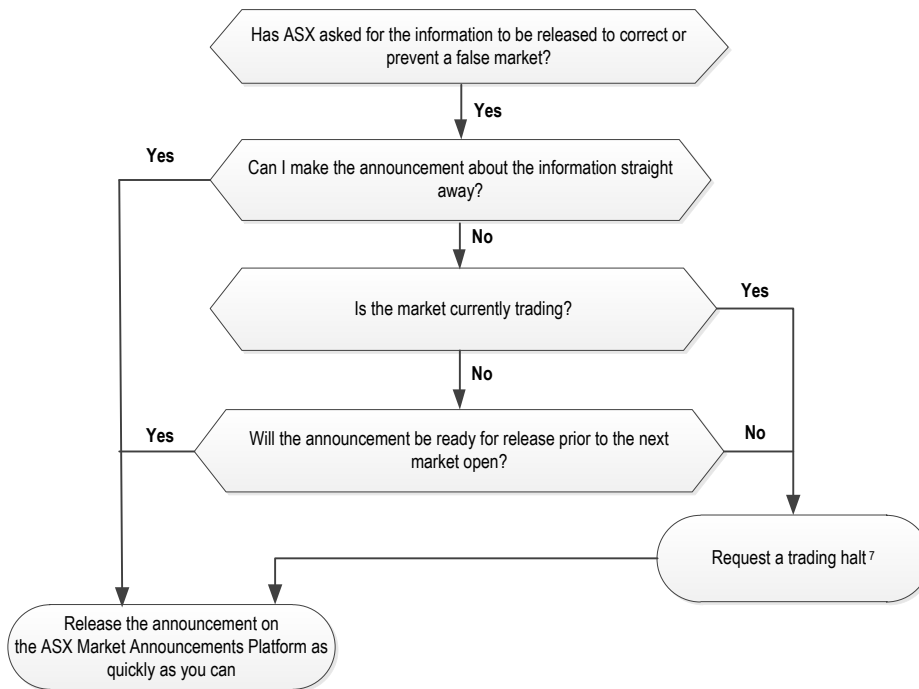 Has ASX asked for the information to be released to correct or
prevent a false market?
Yes
Yes
Can I make the announcement about the information straight
away?
No
Is the market currently trading?
Yes
No
Yes
Will the announcement be ready for release prior to the next
market open?
No
Request a trading halt 7
Release the announcement on
the ASX Market Announcements Platform as
quickly as you can